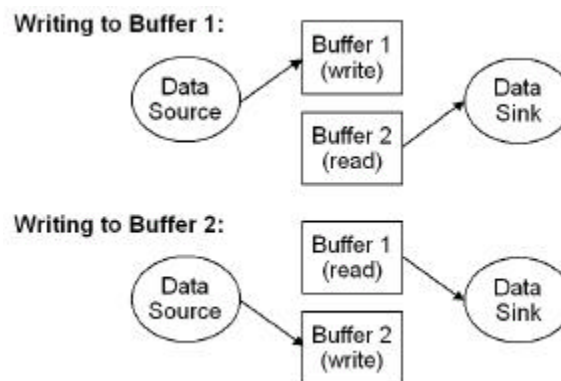 Writing to Buffer 1:
Data
Source
Buffer 1
(write)
Buffer 2
(read)
Data
Sink
Writing to Buffer 2:
Data
Source
Buffer 1
(read)
Buffer 2
(write)
Data
Sink